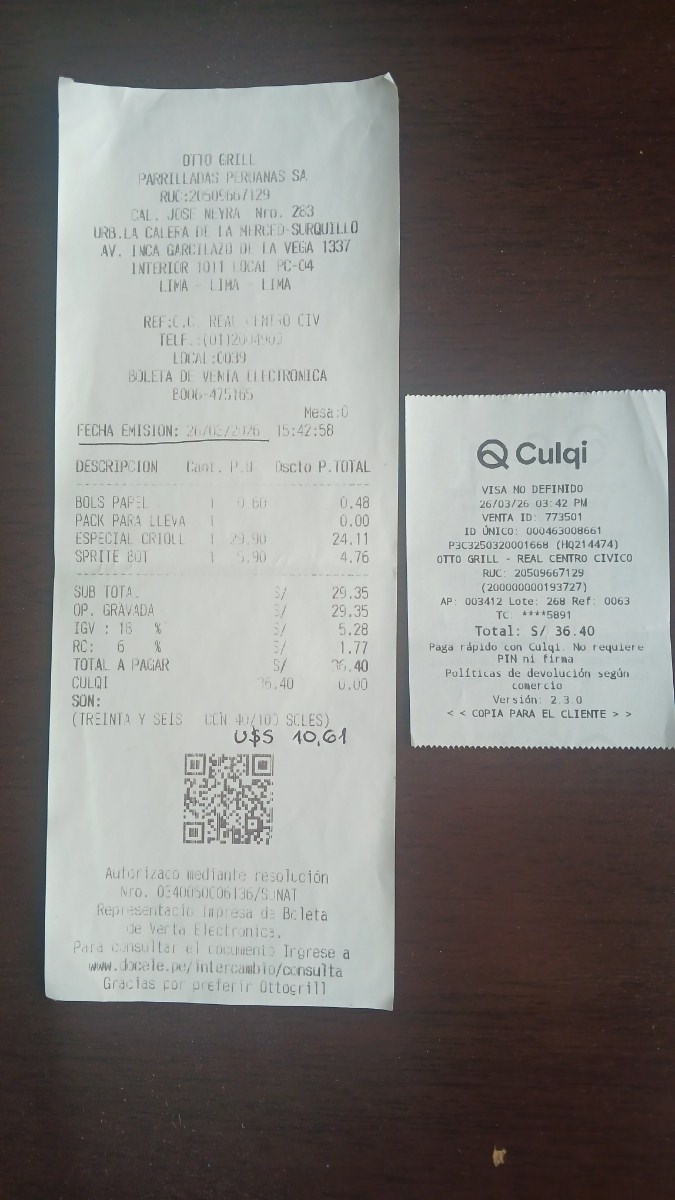 OTTO GRILL
PARRILLADAS PERUANAS SA
RUC:20509667129
CAL. JOSE NEYRA Nro. 283
URB.LA CALERA DE LA MERCED-SURQUILLO
AV. INCA GARCILAZO DE LA VEGA 1337
INTERIOR 1011 LOCAL PC-04
LIMA - LIMA - LIMA
REF:C.C. REAL CENTRO CIV
TELF.:(01)2004903
LOCAL:0039
BOLETA DE VENTA ELECTRONICA
B006-475165
Mesa:0
FECHA EMISION: 26/03/2026 15:42:58
DESCRIPCION Cant. P.U Dscto P.TOTAL
BOLS PAPEL 1 0.60 0.48
PACK PARA LLEVA 1 0.00
ESPECIAL CRIOLL 1 29.90 24.11
SPRITE BOT 1 5.90 4.76
SUB TOTAL S/ 29.35
OP. GRAVADA S/ 29.35
IGV : 18 % S/ 5.28
RC: 6 % S/ 1.77
TOTAL A PAGAR S/ 36.40
CULQI 36.40 0.00
SON:
(TREINTA Y SEIS CON 40/100 SOLES)
U$S 10,61
Autorizado mediante resolución
Nro. 0340050006136/SUNAT
Representacio impresa de Boleta
de Venta Electronica.
Para consultar el documento Ingrese a
www.docele.pe/intercambio/consulta
Gracias por preferir Ottogrill
Culqi
VISA NO DEFINIDO
26/03/26 03:42 PM
VENTA ID: 773501
ID ÚNICO: 000463008661
P3C3250320001668 (HQ214474)
OTTO GRILL - REAL CENTRO CIVICO
RUC: 20509667129
(200000000193727)
AP: 003412 Lote: 268 Ref: 0063
TC: ****5891
Total: S/ 36.40
Paga rápido con Culqi. No requiere
PIN ni firma
Políticas de devolución según
comercio
Versión: 2.3.0
< < COPIA PARA EL CLIENTE > >